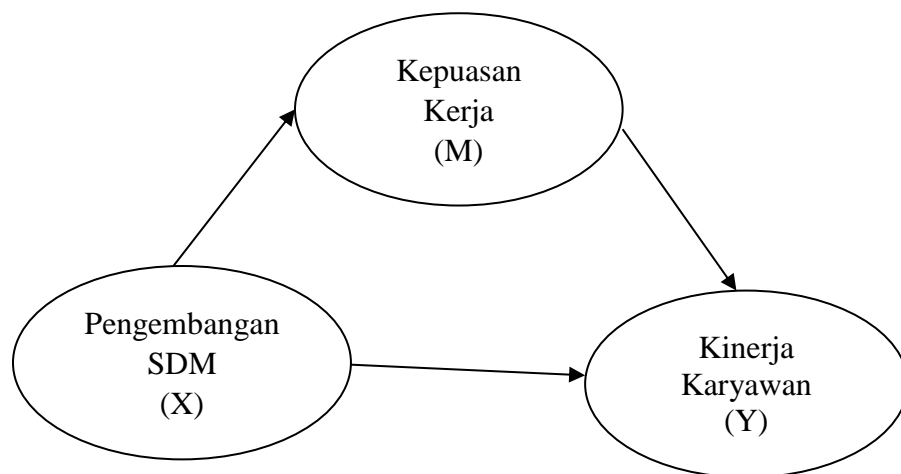 Kepuasan
Kerja
(M)
Pengembangan
SDM
(X)
Kinerja
Karyawan
(Y)